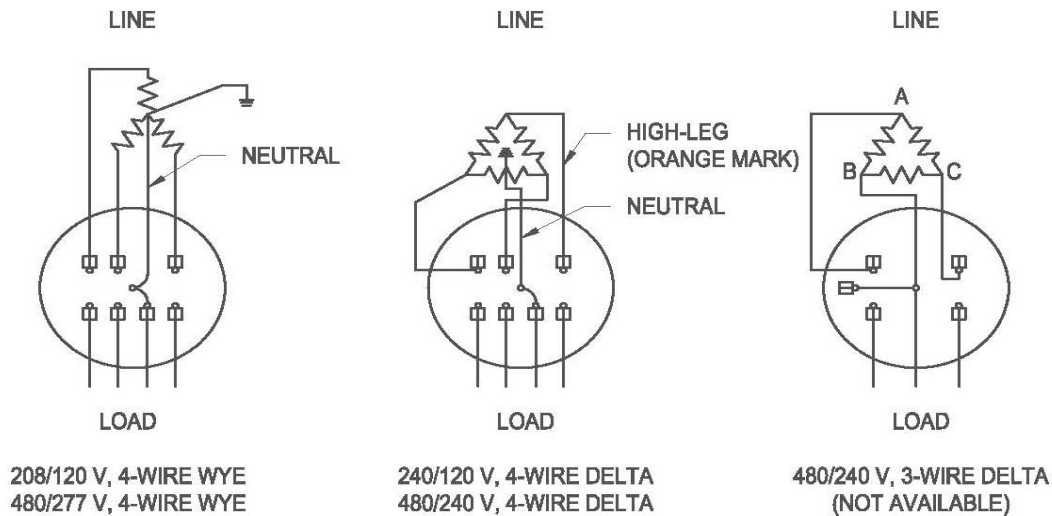 LINE
LINE
LINE
NEUTRAL
HIGH-LEG
(ORANGE MARK)
NEUTRAL
A
B
C
LOAD
LOAD
LOAD
208/120 V, 4-WIRE WYE
480/277 V, 4-WIRE WYE
240/120 V, 4-WIRE DELTA
480/240 V, 4-WIRE DELTA
480/240 V, 3-WIRE DELTA
(NOT AVAILABLE)